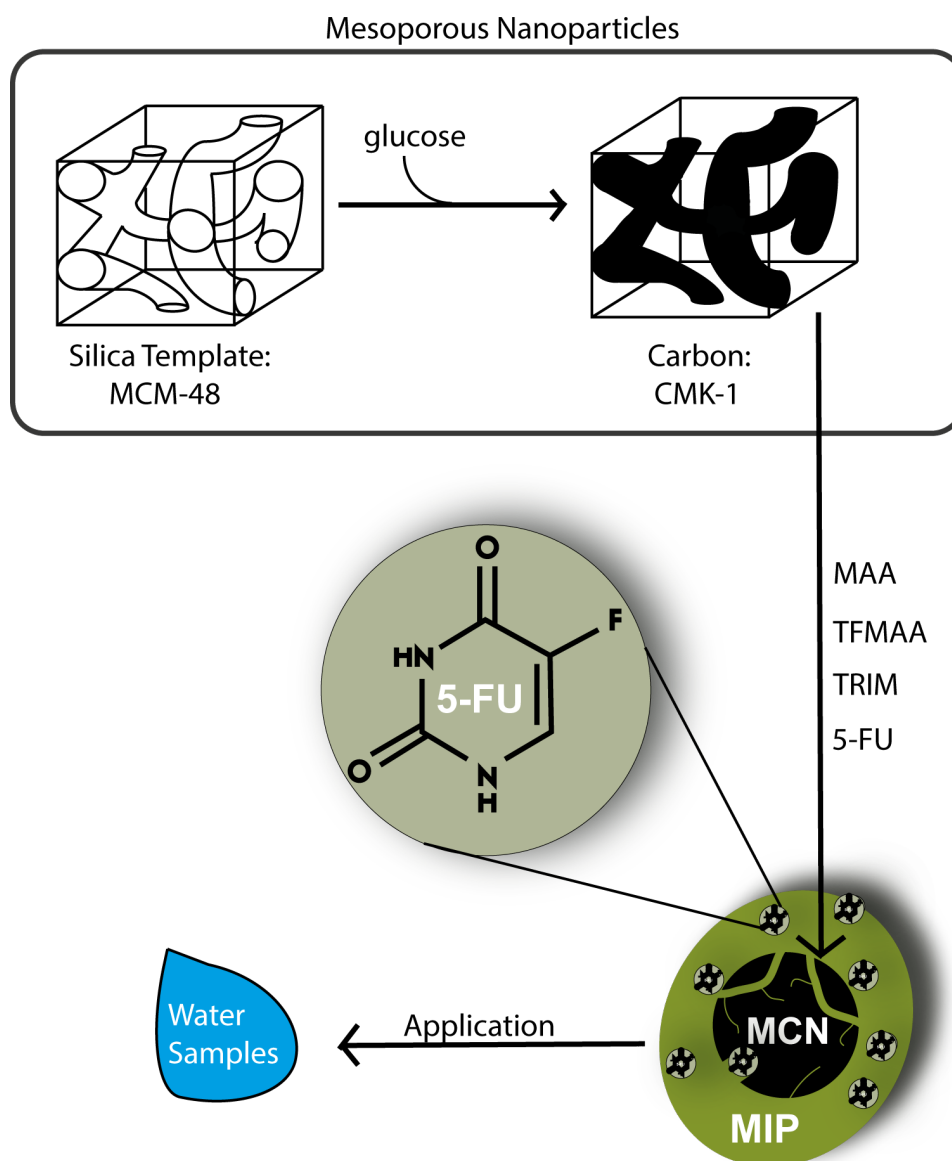 Mesoporous Nanoparticles
glucose
Silica Template:
MCM-48
Carbon:
CMK-1
MAA
TFMAA
TRIM
5-FU
O
F
HN
5-FU
O
N
H
MCN
MIP
Application
Water
Samples